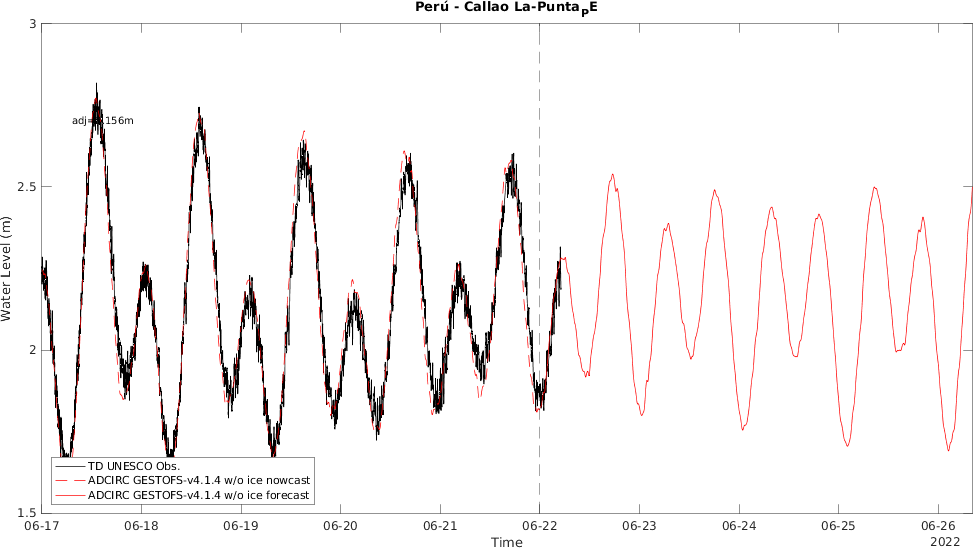 Perú - Callao La-Punta_PE
3
2.5
2
1.5
Water Level (m)
TD UNESCO Obs.
ADCIRC GESTOFS-v4.1.4 w/o ice nowcast
ADCIRC GESTOFS-v4.1.4 w/o ice forecast
06-17 06-18 06-19 06-20 06-21 06-22 06-23 06-24 06-25 06-26
Time
2022